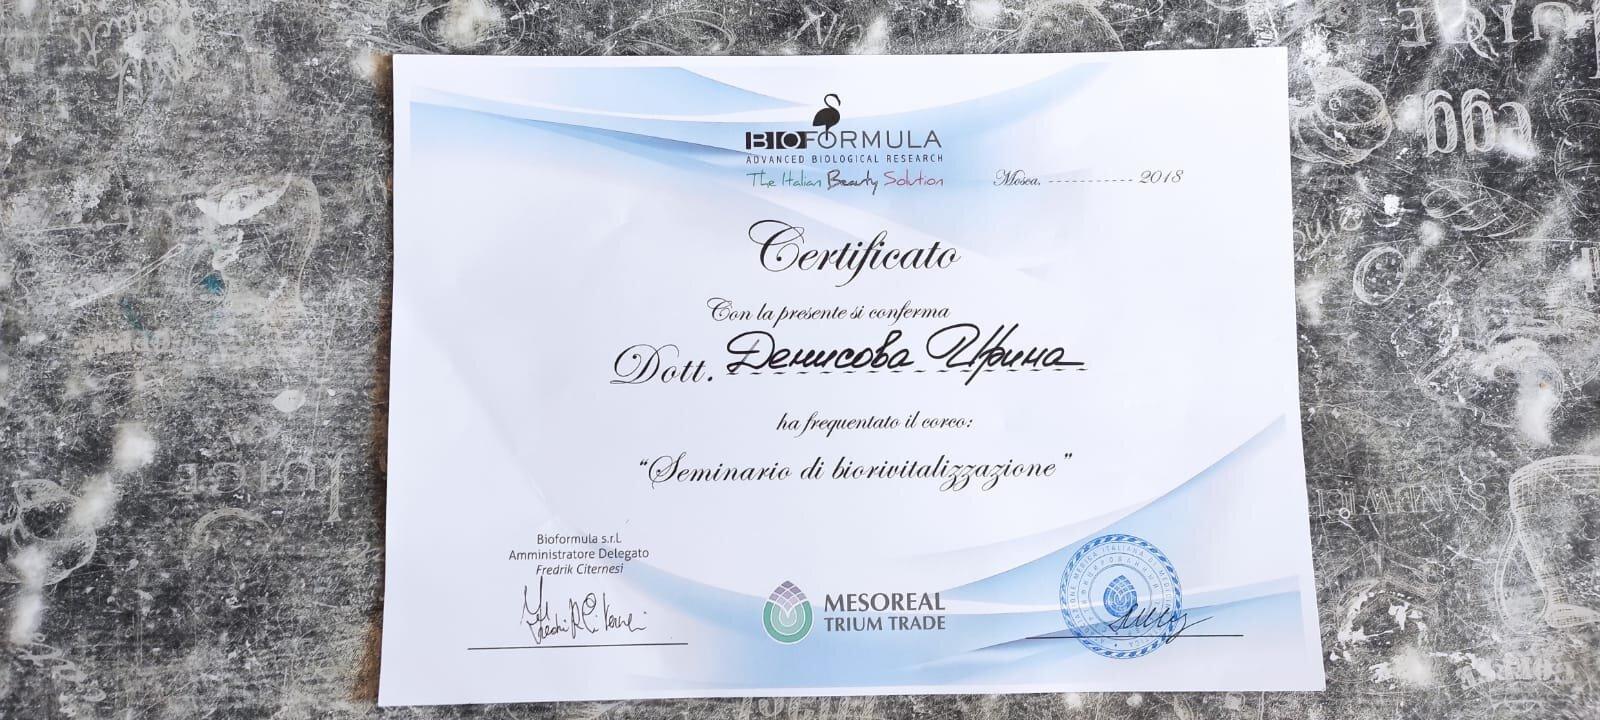 BIOFORMULA
ADVANCED BIOLOGICAL RESEARCH
The Italian Beauty Solution
Mosca, ----------- 2018
Certificato
Con la presente si conferma
Dott. Денисова Ирина
ha frequentato il corco:
"Seminario di biorivitalizzazione"
Bioformula s.r.l.
Amministratore Delegato
Fredrik Citernesi
MESOREAL
TRIUM TRADE